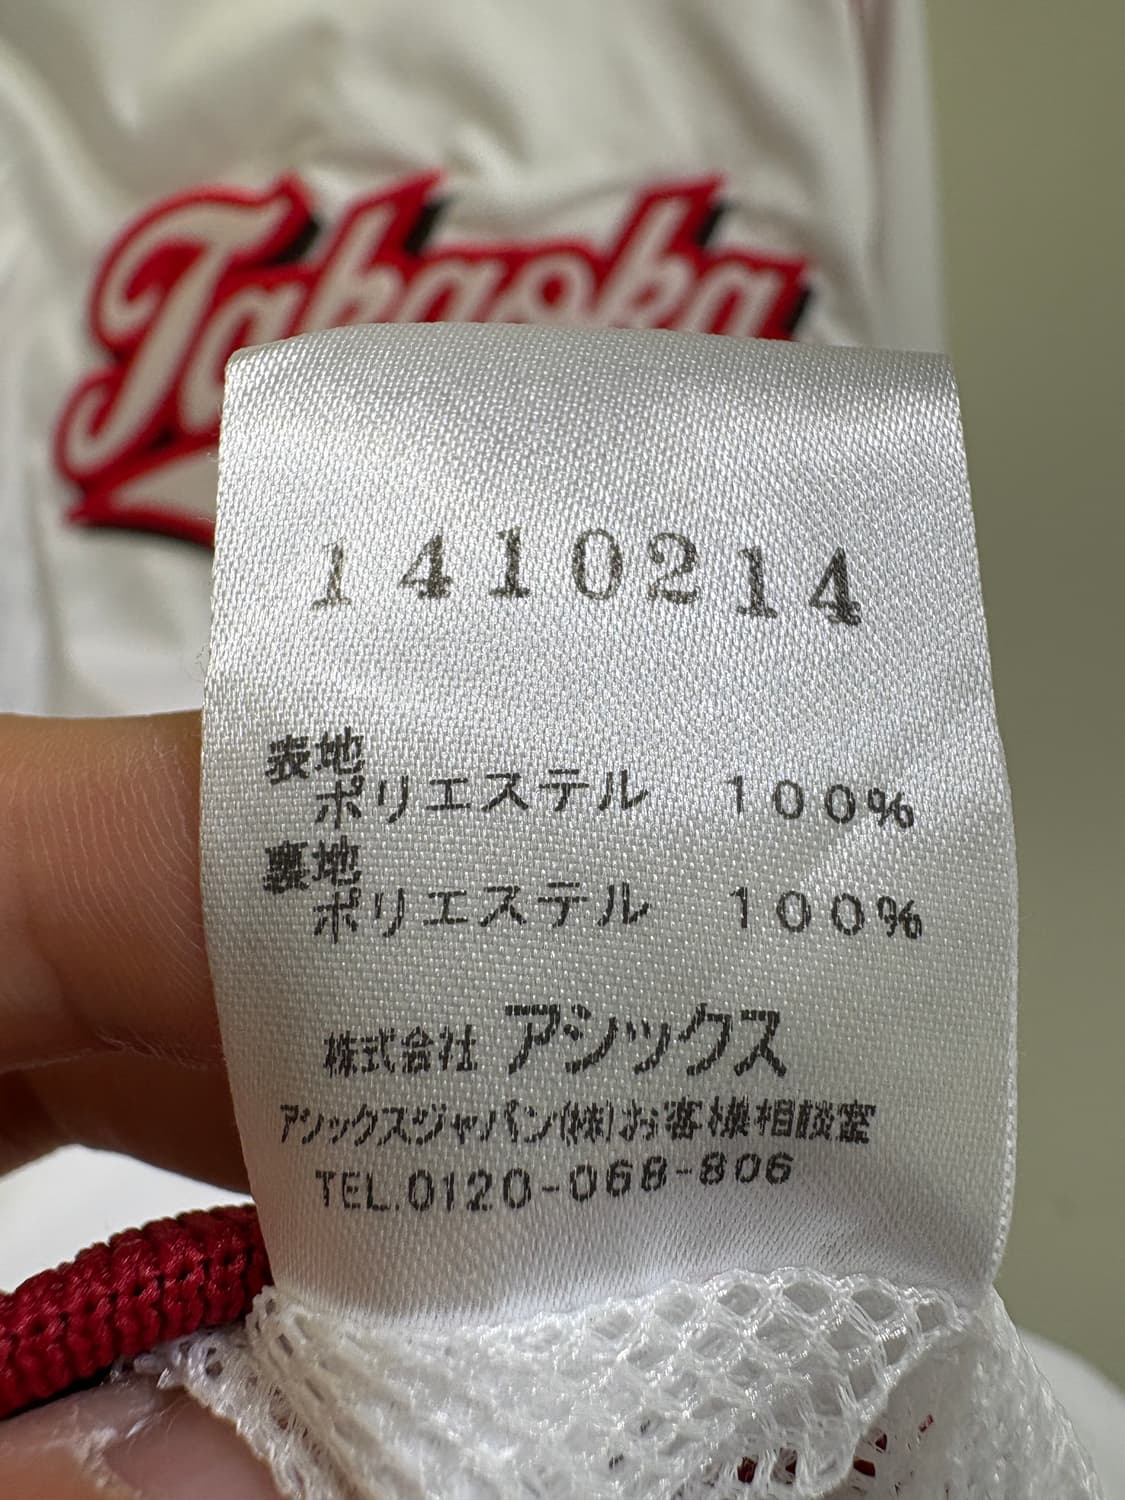 Takaoka
1410214
表地
ポリエステル 100%
裏地
ポリエステル 100%
株式会社 アシックス
アシックスジャパン(株)お客様相談室
TEL.0120-068-806